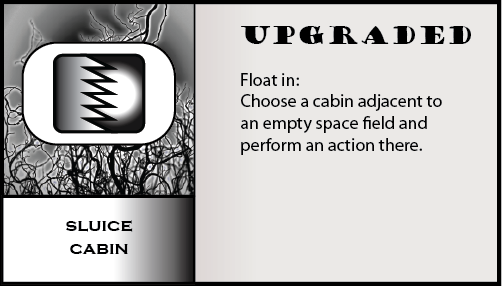 UPGRADED
Float in:
Choose a cabin adjacent to
an empty space field and
perform an action there.
SLUICE
CABIN